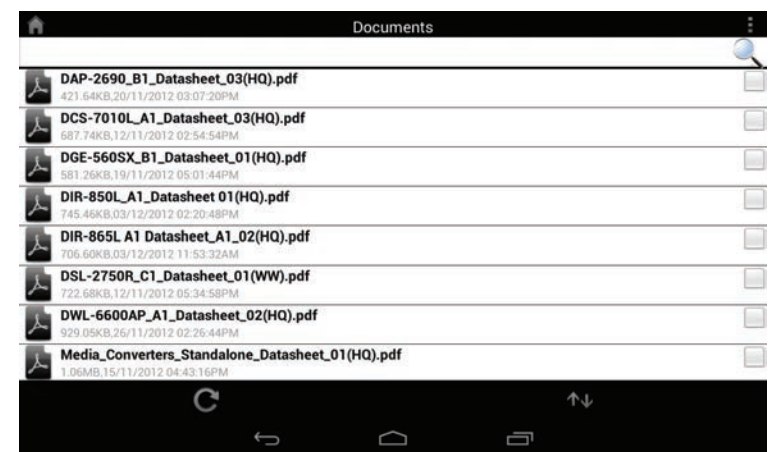 Documents
DAP-2690_B1_Datasheet_03(HQ).pdf
421.64KB,20/11/2012 03:07:20PM
DCS-7010L_A1_Datasheet_03(HQ).pdf
687.74KB,12/11/2012 02:54:54PM
DGE-560SX_B1_Datasheet_01(HQ).pdf
581.26KB,19/11/2012 05:01:44PM
DIR-850L_A1_Datasheet 01(HQ).pdf
745.46KB,03/12/2012 02:20:48PM
DIR-865L A1 Datasheet_A1_02(HQ).pdf
706.60KB,03/12/2012 11:53:32AM
DSL-2750R_C1_Datasheet_01(WW).pdf
722.68KB,12/11/2012 05:34:58PM
DWL-6600AP_A1_Datasheet_02(HQ).pdf
929.05KB,26/11/2012 02:26:44PM
Media_Converters_Standalone_Datasheet_01(HQ).pdf
1.06MB,15/11/2012 04:43:16PM